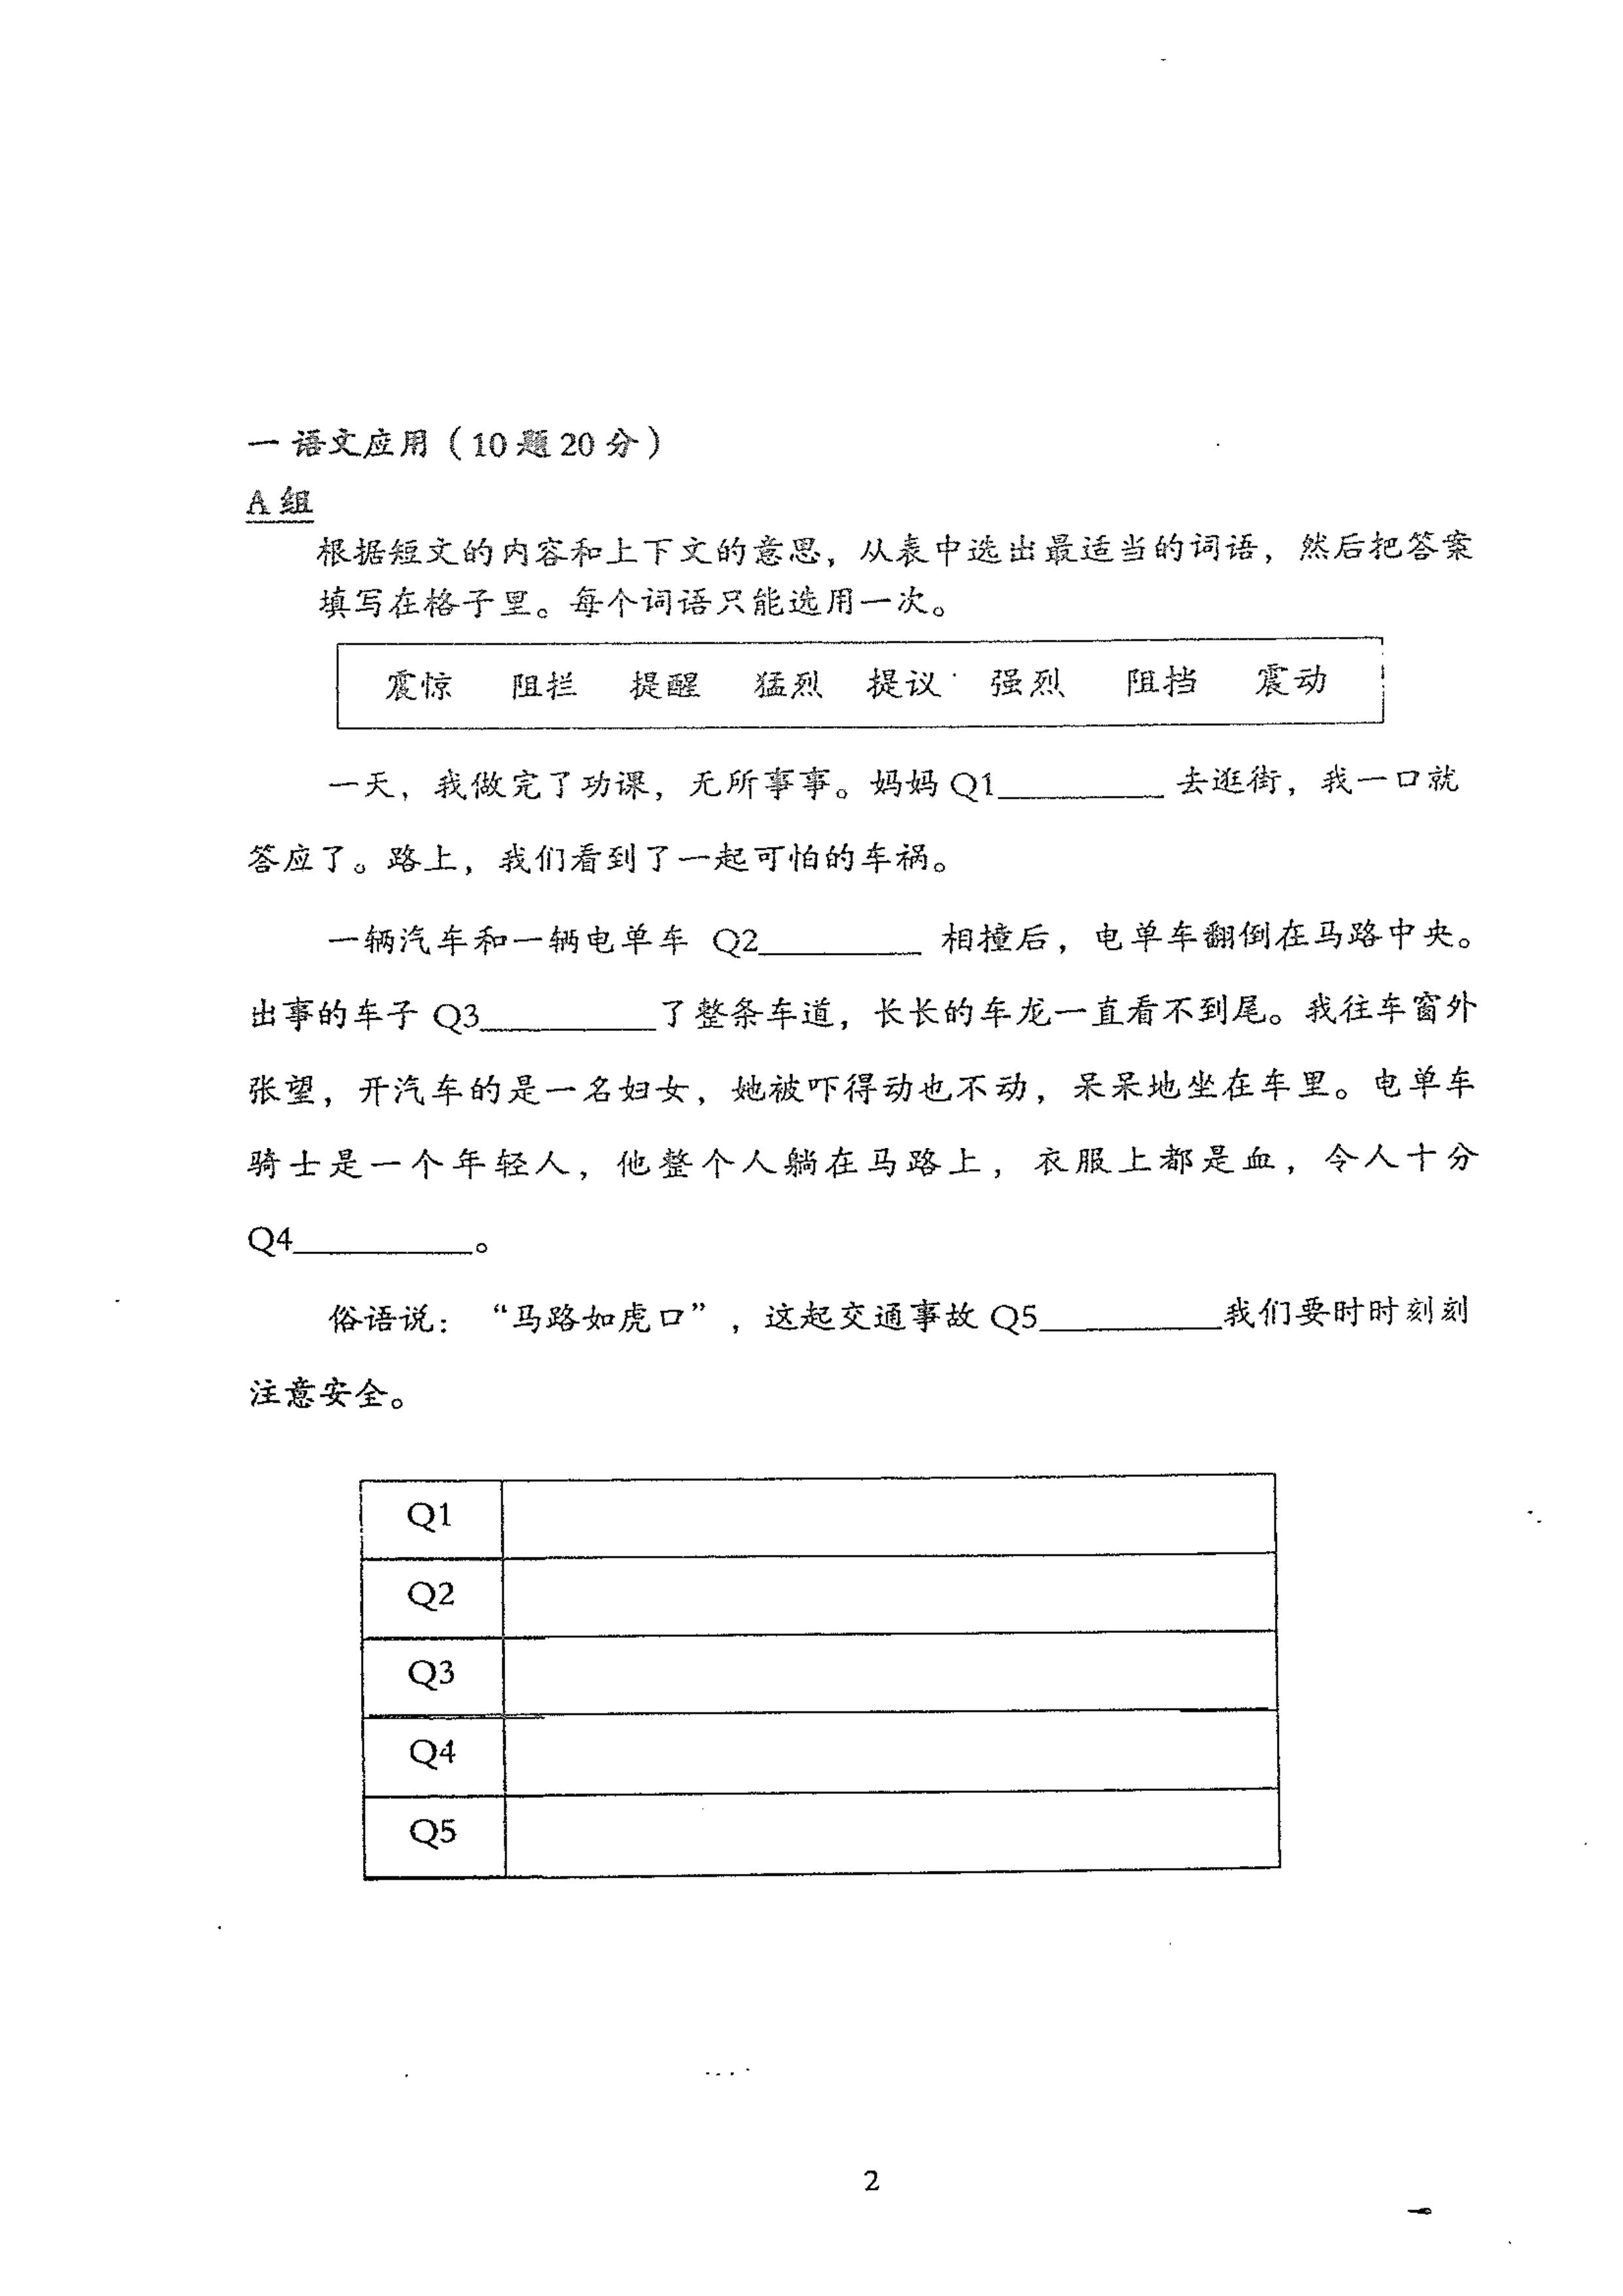 一 语文应用（10 题 20 分）
A 组
根据短文的内容和上下文的意思，从表中选出最适当的词语，然后把答案
填写在格子里。每个词语只能选用一次。
震惊 阻拦 提醒 猛烈 提议 强烈 阻挡 震动
一天，我做完了功课，无所事事。妈妈 Q1_________ 去逛街，我一口就
答应了。路上，我们看到了一起可怕的车祸。
一辆汽车和一辆电单车 Q2_________ 相撞后，电单车翻倒在马路中央。
出事的车子 Q3_________了整条车道，长长的车龙一直看不到尾。我往车窗外
张望，开汽车的是一名妇女，她被吓得动也不动，呆呆地坐在车里。电单车
骑士是一个年轻人，他整个人躺在马路上，衣服上都是血，令人十分
Q4_________。
俗语说：“马路如虎口”，这起交通事故 Q5_________我们要时时刻刻
注意安全。
Q1
Q2
Q3
Q4
Q5
2